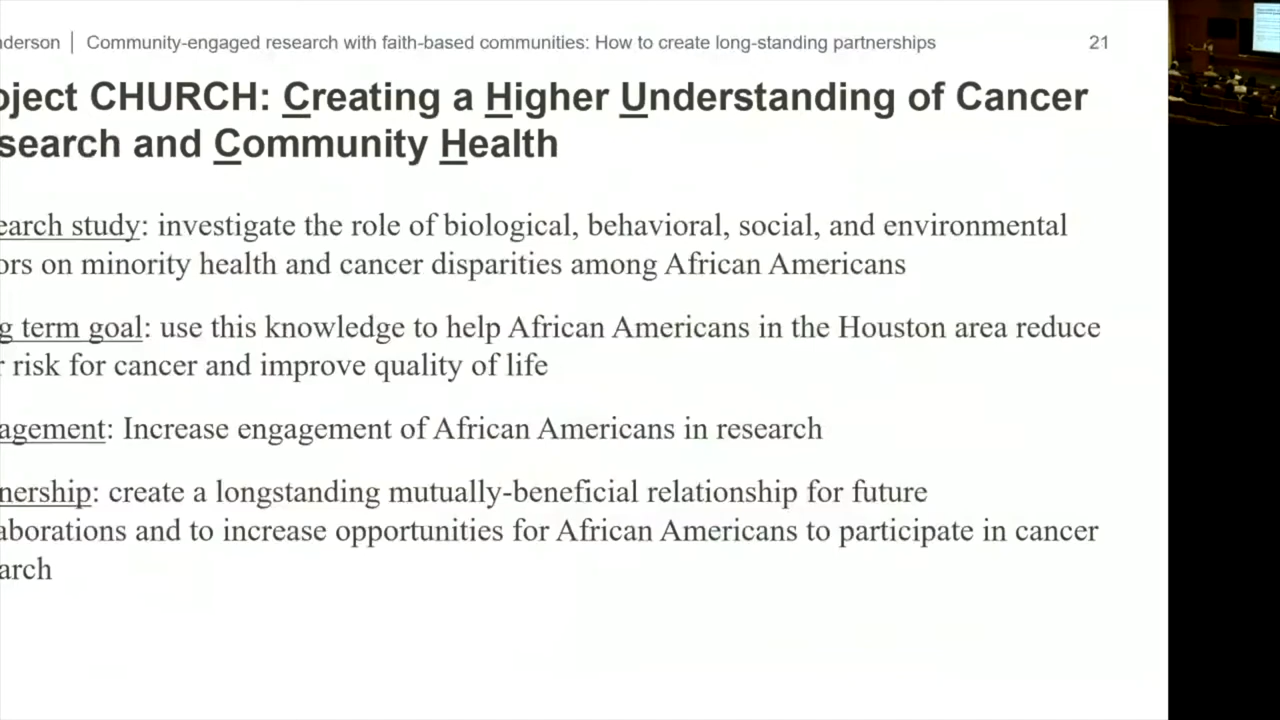 nderson | Community-engaged research with faith-based communities: How to create long-standing partnerships 21
oject CHURCH: Creating a Higher Understanding of Cancer
search and Community Health
earch study: investigate the role of biological, behavioral, social, and environmental
ors on minority health and cancer disparities among African Americans
g term goal: use this knowledge to help African Americans in the Houston area reduce
r risk for cancer and improve quality of life
agement: Increase engagement of African Americans in research
nership: create a longstanding mutually-beneficial relationship for future
aborations and to increase opportunities for African Americans to participate in cancer
arch